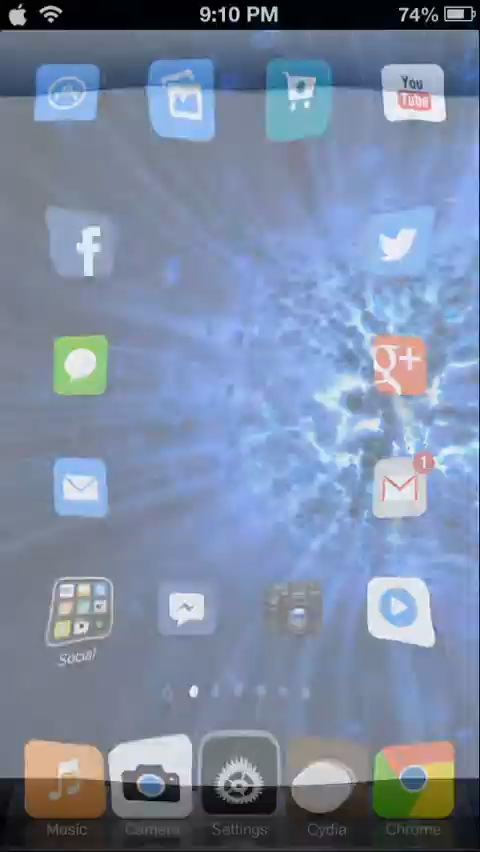 9:10 PM 74%
You
Tube
f
g+
1
Social
Music Camera Settings Cydia Chrome